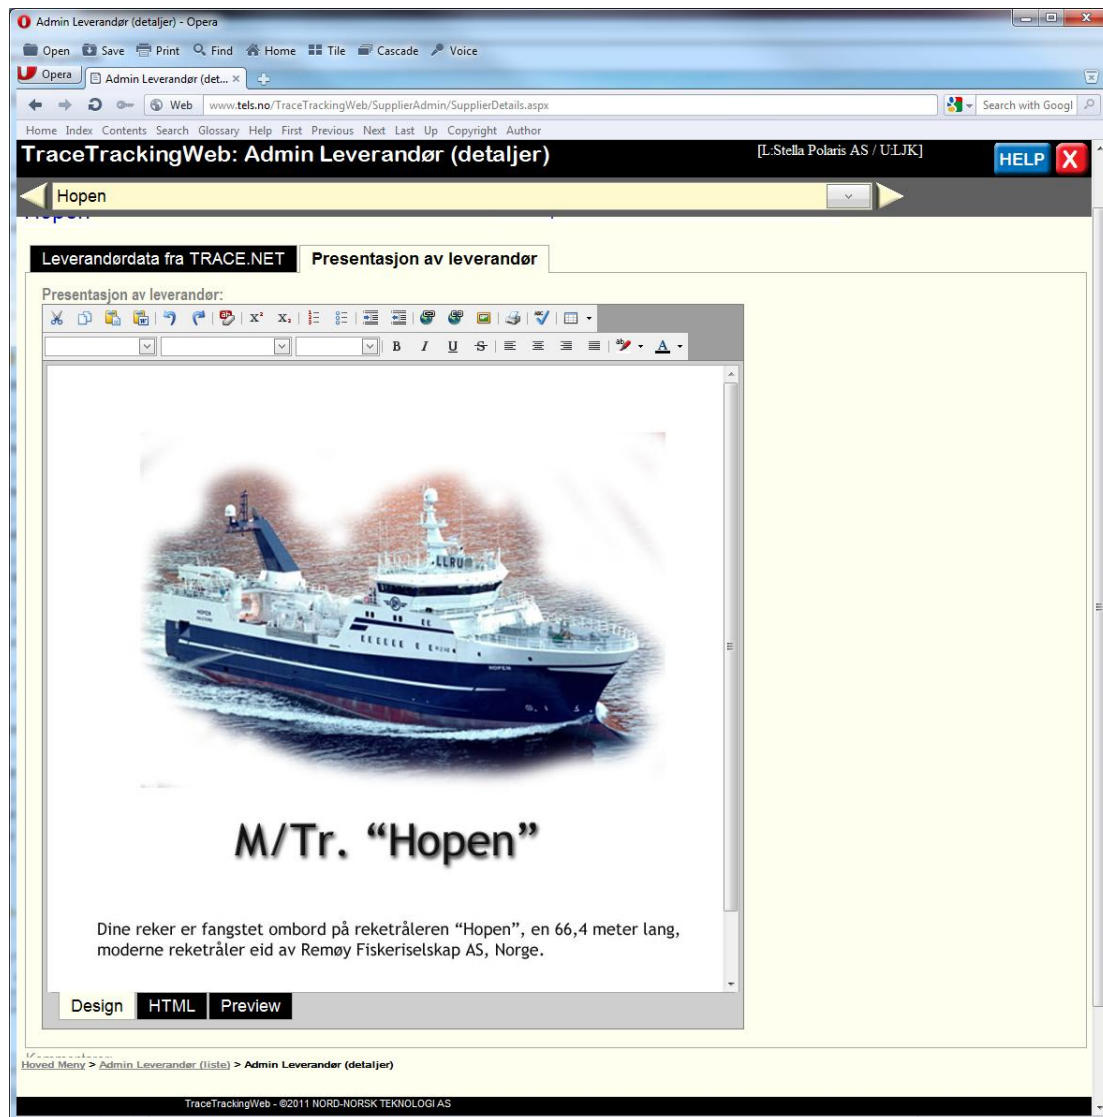 Admin Leverandør (detaljer) - Opera
Open Save Print Find Home Tile Cascade Voice
Opera Admin Leverandør (det...
Web www.tels.no/TraceTrackingWeb/SupplierAdmin/SupplierDetails.aspx Search with Googl
Home Index Contents Search Glossary Help First Previous Next Last Up Copyright Author
TraceTrackingWeb: Admin Leverandør (detaljer) [L:Stella Polaris AS / U:LJK] HELP X
Hopen
Hopen
Leverandørdata fra TRACE.NET Presentasjon av leverandør
Presentasjon av leverandør:
B I U S A
LLRU
HOPEN
HOPEN
M/Tr. “Hopen”
Dine reker er fangstet ombord på reketråleren “Hopen”, en 66,4 meter lang,
moderne reketråler eid av Remøy Fiskeriselskap AS, Norge.
Design HTML Preview
Hoved Meny > Admin Leverandør (liste) > Admin Leverandør (detaljer)
TraceTrackingWeb - ©2011 NORD-NORSK TEKNOLOGI AS